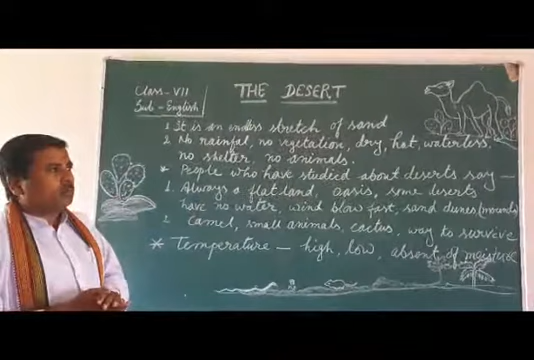 Class-VII
Sub-English
THE DESERT
1 It is an endless stretch of sand
2. No rainfal, no vegetation, dry, hat, waterless,
no shelter, no animals.
* People who have studied about deserts say —
1. Always a flat land, oasis, some deserts
have no water, wind blow fast, sand dunes (mounds)
2. Camel, small animals, cactus, way to surveve
* Temperature — high, low, absent of moisture